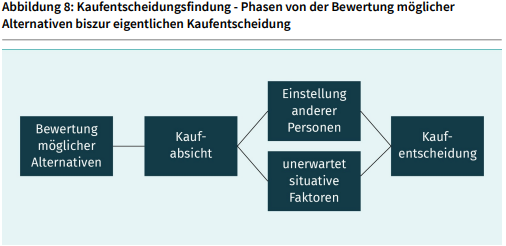 Abbildung 8: Kaufentscheidungsfindung - Phasen von der Bewertung möglicher
Alternativen biszur eigentlichen Kaufentscheidung
Bewertung
möglicher
Alternativen
Kauf-
absicht
Einstellung
anderer
Personen
unerwartet
situative
Faktoren
Kauf-
entscheidung